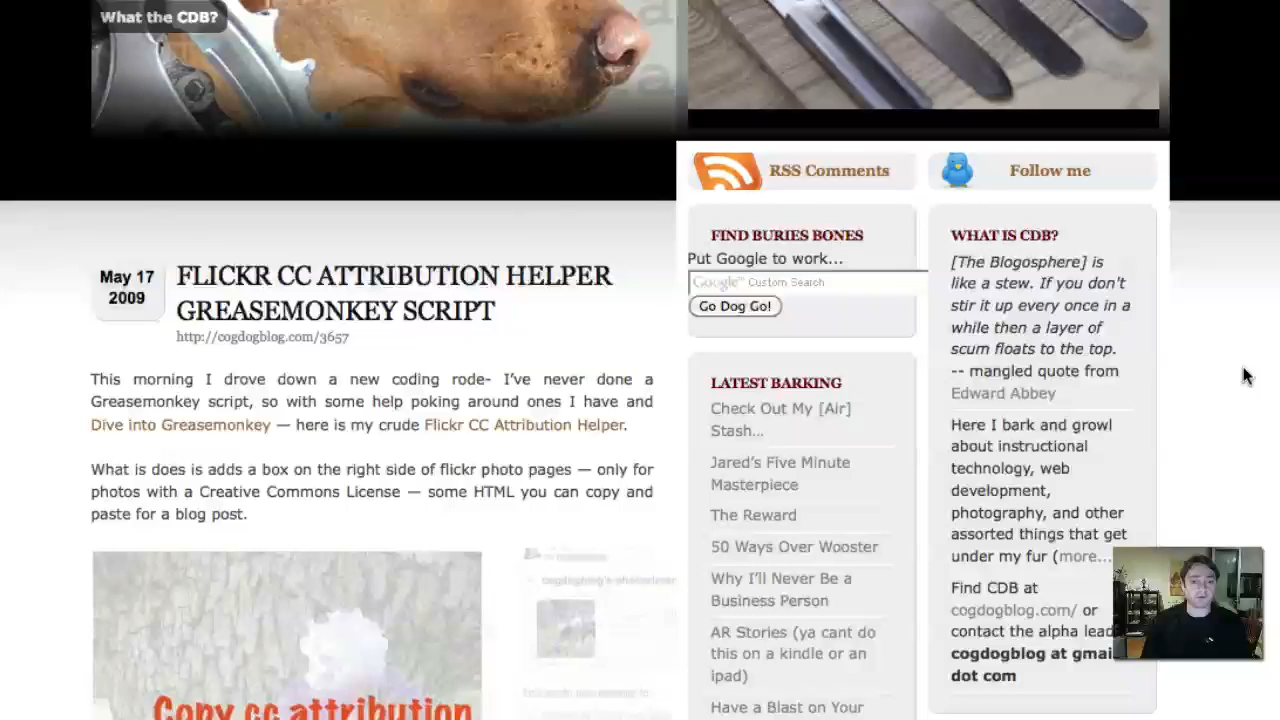 What the CDB?
RSS Comments
Follow me
May 17
2009
FLICKR CC ATTRIBUTION HELPER
GREASEMONKEY SCRIPT
http://cogdogblog.com/3657
This morning I drove down a new coding rode- I've never done a
Greasemonkey script, so with some help poking around ones I have and
Dive into Greasemonkey — here is my crude Flickr CC Attribution Helper.
What is does is adds a box on the right side of flickr photo pages — only for
photos with a Creative Commons License — some HTML you can copy and
paste for a blog post.
Copy cc attribution
FIND BURIES BONES
Put Google to work...
Google™ Custom Search
Go Dog Go!
LATEST BARKING
Check Out My [Air]
Stash...
Jared's Five Minute
Masterpiece
The Reward
50 Ways Over Wooster
Why I'll Never Be a
Business Person
AR Stories (ya cant do
this on a kindle or an
ipad)
Have a Blast on Your
WHAT IS CDB?
[The Blogosphere] is
like a stew. If you don't
stir it up every once in a
while then a layer of
scum floats to the top.
-- mangled quote from
Edward Abbey
Here I bark and growl
about instructional
technology, web
development,
photography, and other
assorted things that get
under my fur (more...
Find CDB at
cogdogblog.com/ or
contact the alpha lead
cogdogblog at gmai
dot com